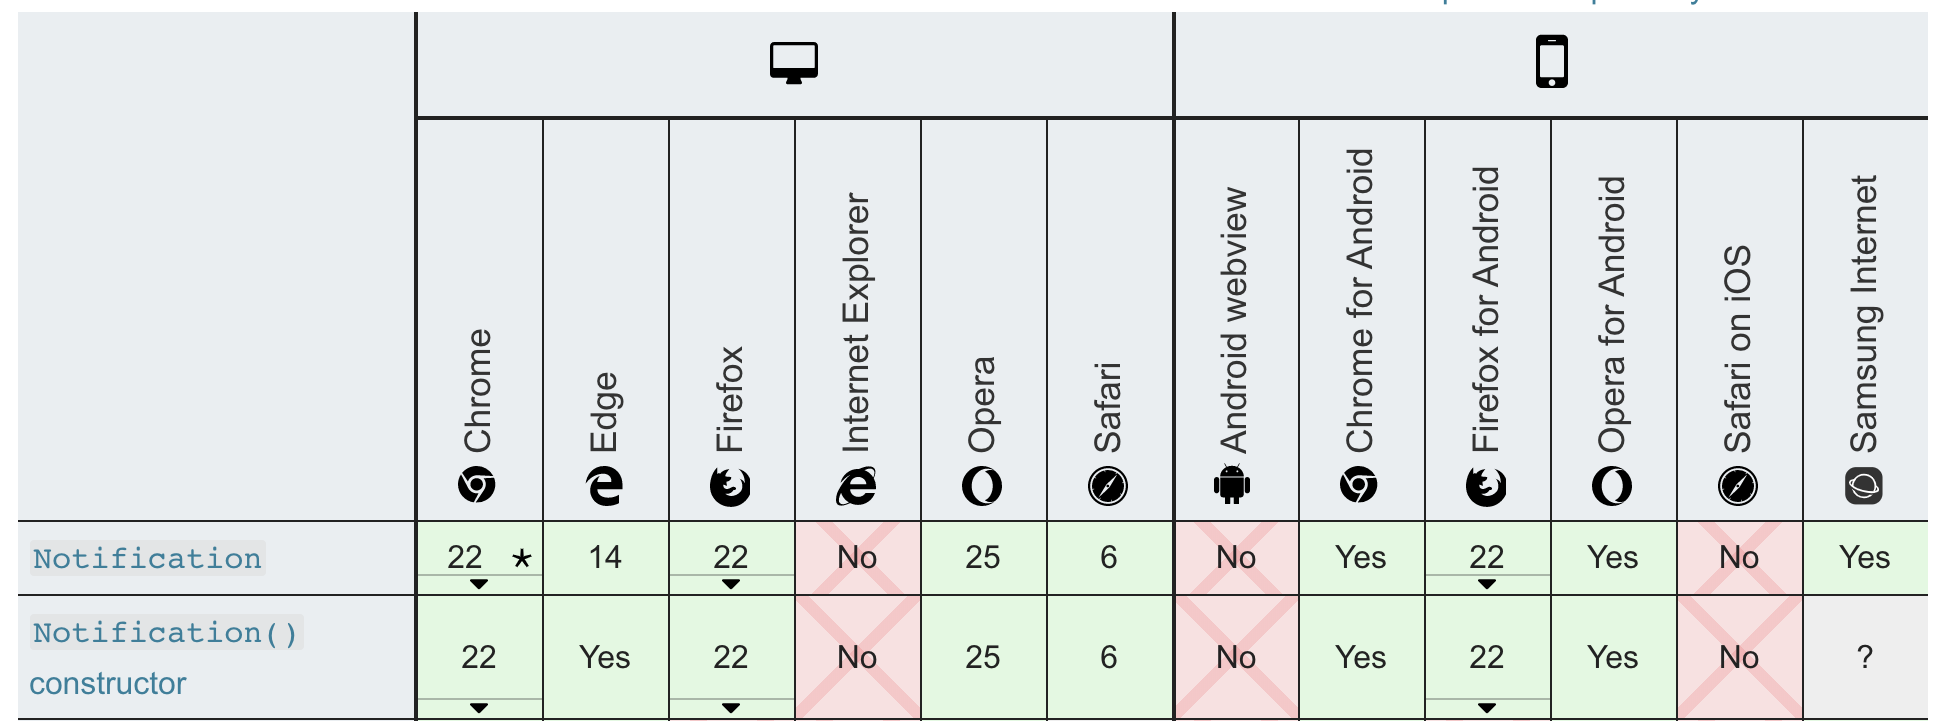 Chrome
Edge
Firefox
Internet Explorer
Opera
Safari
Android webview
Chrome for Android
Firefox for Android
Opera for Android
Safari on iOS
Samsung Internet
Notification 22 * 14 22 No 25 6 No Yes 22 Yes No Yes
Notification()
constructor 22 Yes 22 No 25 6 No Yes 22 Yes No ?